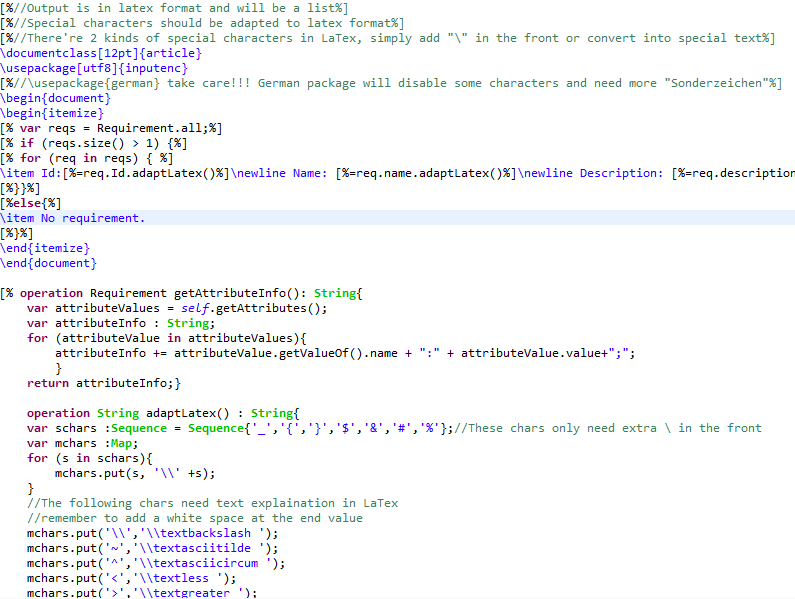 [%//Output is in latex format and will be a list%]
[%//Special characters should be adapted to latex format%]
[%//There're 2 kinds of special characters in LaTex, simply add "\" in the front or convert into special text%]
\documentclass[12pt]{article}
\usepackage[utf8]{inputenc}
[%//\usepackage{german} take care!!! German package will disable some characters and need more "Sonderzeichen"%]
\begin{document}
\begin{itemize}
[% var reqs = Requirement.all;%]
[% if (reqs.size() > 1) {%]
[% for (req in reqs) { %]
\item Id:[%=req.Id.adaptLatex()%]\newline Name: [%=req.name.adaptLatex()%]\newline Description: [%=req.description
[%}}%]
[%else{%]
\item No requirement.
[%}%]
\end{itemize}
\end{document}
[% operation Requirement getAttributeInfo(): String{
var attributeValues = self.getAttributes();
var attributeInfo : String;
for (attributeValue in attributeValues){
attributeInfo += attributeValue.getValueOf().name + ":" + attributeValue.value+";";
}
return attributeInfo;}
operation String adaptLatex() : String{
var schars :Sequence = Sequence{'_','{','}','$','&','#','%'};//These chars only need extra \ in the front
var mchars :Map;
for (s in schars){
mchars.put(s, '\\' +s);
}
//The following chars need text explaination in LaTex
//remember to add a white space at the end value
mchars.put('\\','\\textbackslash ');
mchars.put('~','\\textasciitilde ');
mchars.put('^','\\textasciicircum ');
mchars.put('<','\\textless ');
mchars.put('>','\\textgreater ');